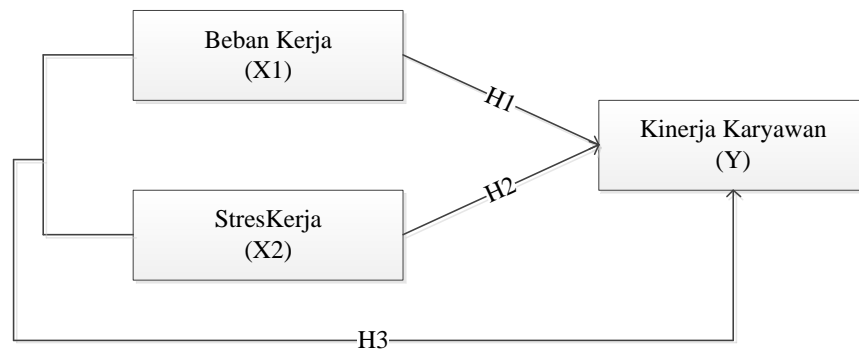 Beban Kerja
(X1)
H1
Kinerja Karyawan
(Y)
StresKerja
(X2)
H2
H3